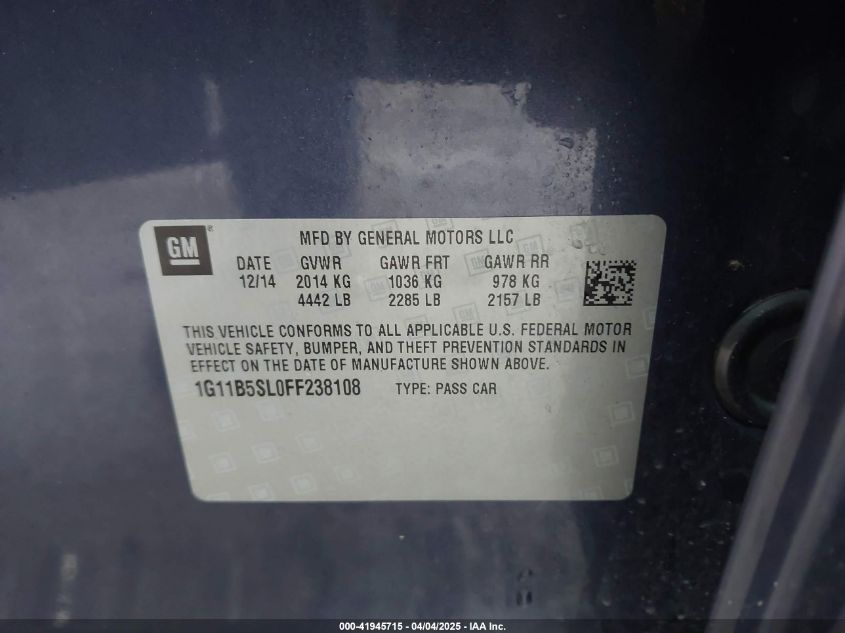 GM ®
MFD BY GENERAL MOTORS LLC
DATE GVWR GAWR FRT GAWR RR
12/14 2014 KG 1036 KG 978 KG
4442 LB 2285 LB 2157 LB
THIS VEHICLE CONFORMS TO ALL APPLICABLE U.S. FEDERAL MOTOR
VEHICLE SAFETY, BUMPER, AND THEFT PREVENTION STANDARDS IN
EFFECT ON THE DATE OF MANUFACTURE SHOWN ABOVE.
1G11B5SL0FF238108 TYPE: PASS CAR
000-41945715 - 04/04/2025 - IAA Inc.